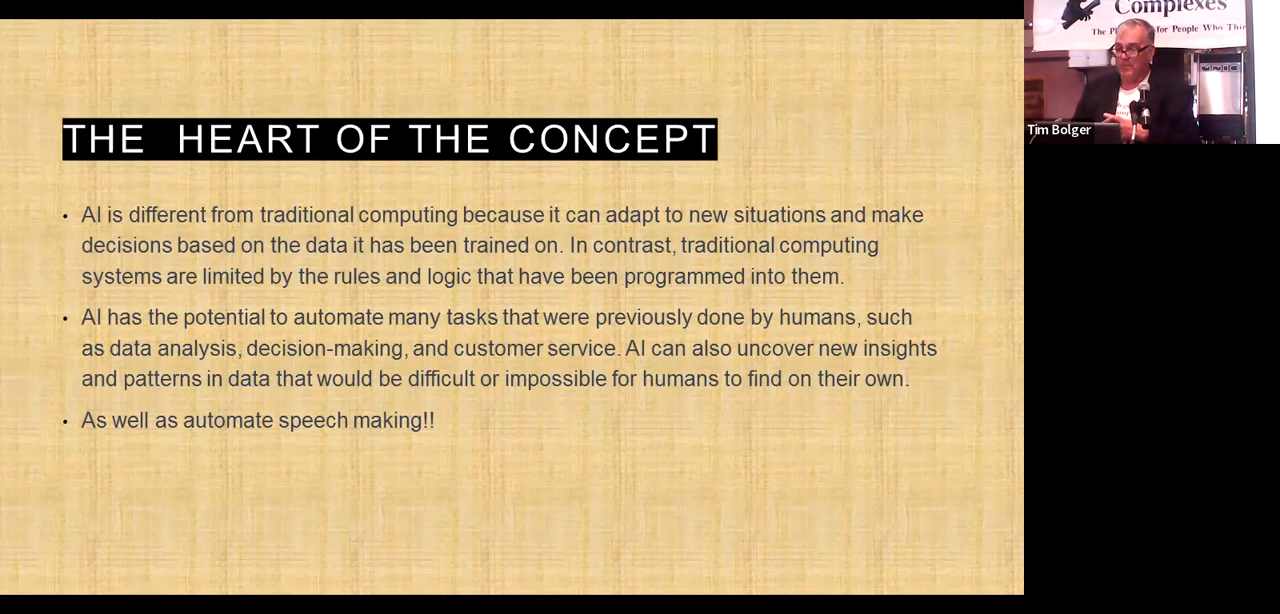 THE HEART OF THE CONCEPT
• AI is different from traditional computing because it can adapt to new situations and make
decisions based on the data it has been trained on. In contrast, traditional computing
systems are limited by the rules and logic that have been programmed into them.
• AI has the potential to automate many tasks that were previously done by humans, such
as data analysis, decision-making, and customer service. AI can also uncover new insights
and patterns in data that would be difficult or impossible for humans to find on their own.
• As well as automate speech making!!
Complexes
The for People Who
Tim Bolger